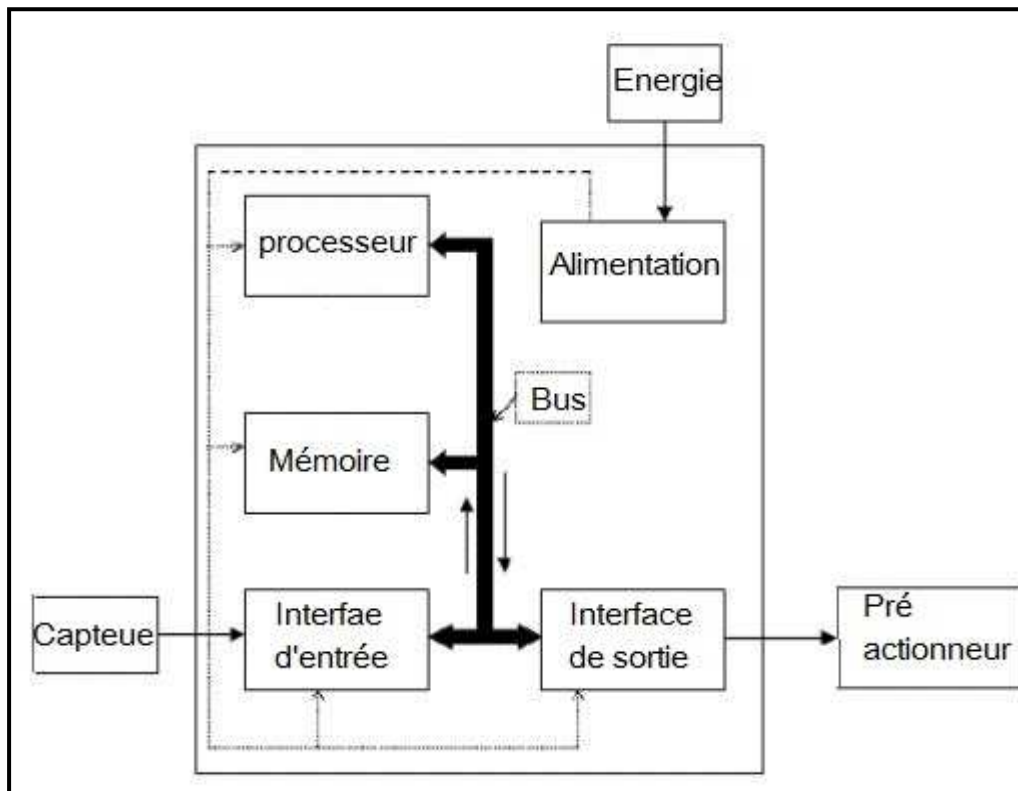 Energie
processeur
Alimentation
Bus
Mémoire
Capteue
Interfae
d'entrée
Interface
de sortie
Pré
actionneur